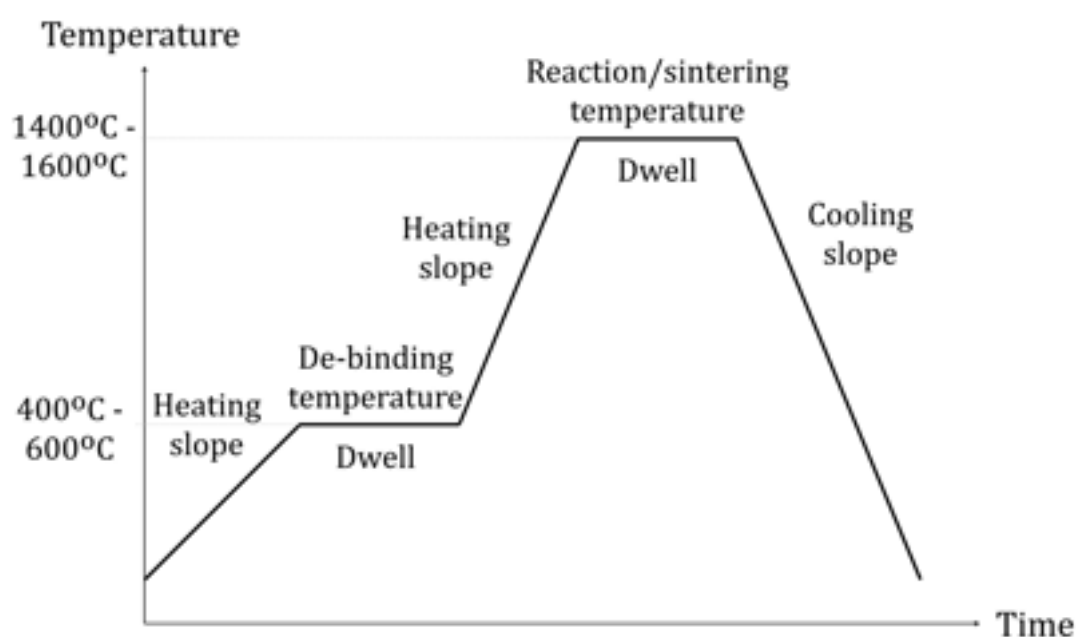 Temperature
Reaction/sintering
temperature
1400ºC -
1600ºC
Dwell
Heating
slope
Cooling
slope
De-binding
temperature
400ºC -
600ºC
Heating
slope
Dwell
Time